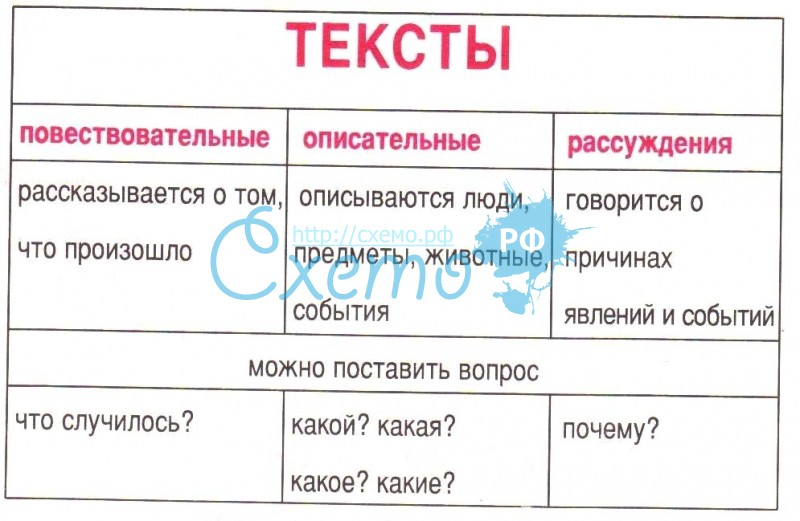 ТЕКСТЫ
повествовательные
описательные
рассуждения
рассказывается о том,
что произошло
описываются люди,
предметы, животные,
события
говорится о
причинах
явлений и событий
http://схемо.рф
Схемо
РФ
можно поставить вопрос
что случилось?
какой? какая?
какое? какие?
почему?